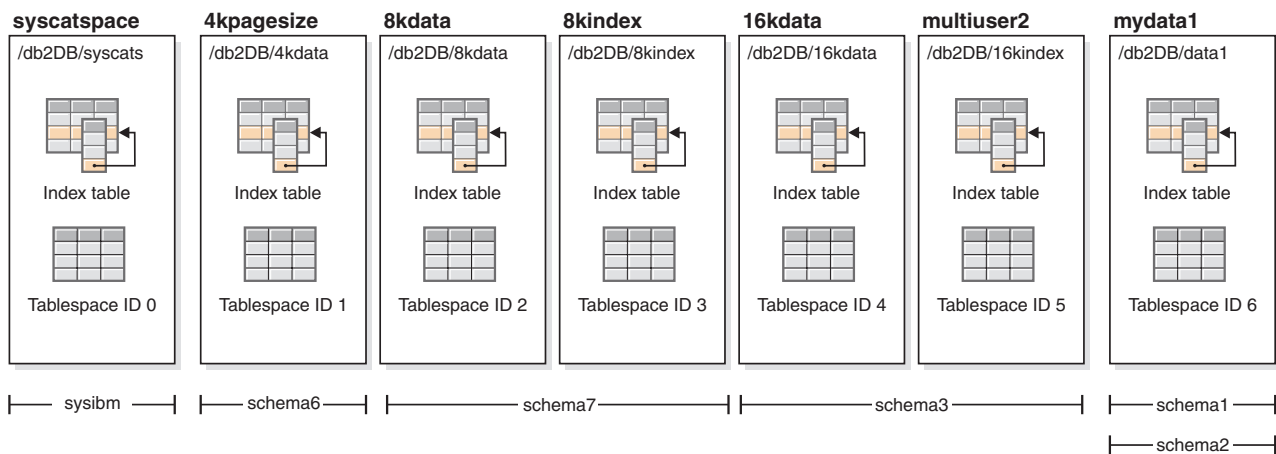 syscatspace 4kpagesize 8kdata 8kindex 16kdata multiuser2 mydata1
/db2DB/syscats /db2DB/4kdata /db2DB/8kdata /db2DB/8kindex /db2DB/16kdata /db2DB/16kindex /db2DB/data1
Index table Index table Index table Index table Index table Index table Index table
Tablespace ID 0 Tablespace ID 1 Tablespace ID 2 Tablespace ID 3 Tablespace ID 4 Tablespace ID 5 Tablespace ID 6
sysibm schema6 schema7 schema3 schema1
schema2